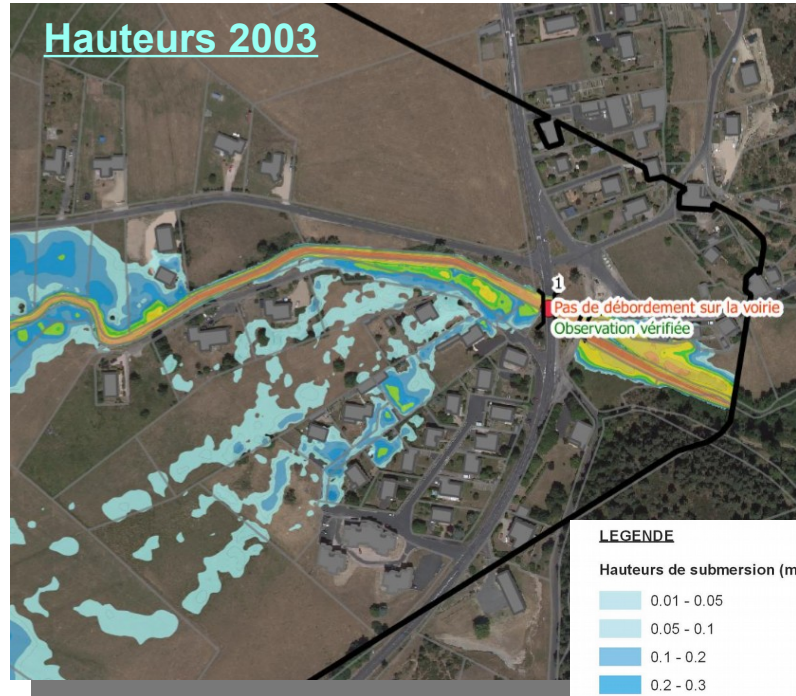 Hauteurs 2003
1
Pas de débordement sur la voirie
Observation vérifiée
LEGENDE
Hauteurs de submersion (m
0.01 - 0.05
0.05 - 0.1
0.1 - 0.2
0.2 - 0.3